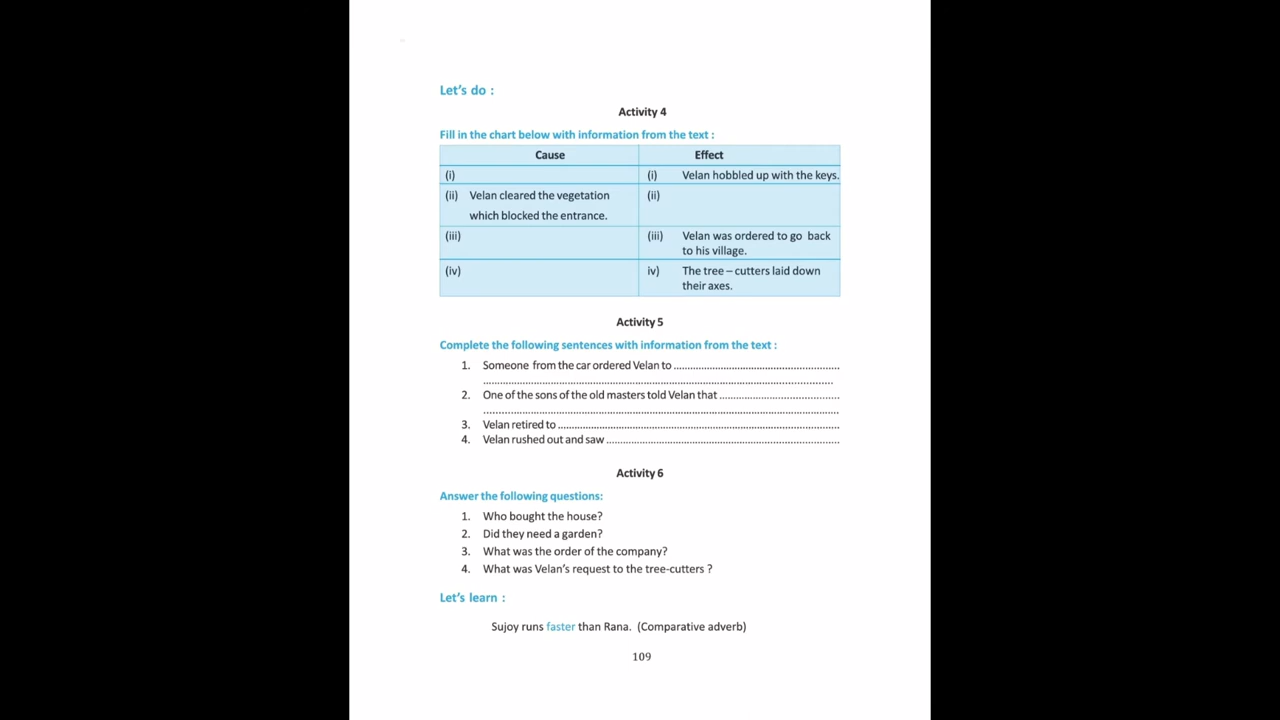 Let's do :
Activity 4
Fill in the chart below with information from the text :
Cause Effect
(i) (i) Velan hobbled up with the keys.
(ii) Velan cleared the vegetation (ii)
which blocked the entrance.
(iii) (iii) Velan was ordered to go back
to his village.
(iv) iv) The tree – cutters laid down
their axes.
Activity 5
Complete the following sentences with information from the text :
1. Someone from the car ordered Velan to ..................................................
..........................................................................................................
2. One of the sons of the old masters told Velan that ....................................
..........................................................................................................
3. Velan retired to ....................................................................................
4. Velan rushed out and saw ......................................................................
Activity 6
Answer the following questions:
1. Who bought the house?
2. Did they need a garden?
3. What was the order of the company?
4. What was Velan's request to the tree-cutters ?
Let's learn :
Sujoy runs faster than Rana. (Comparative adverb)
109